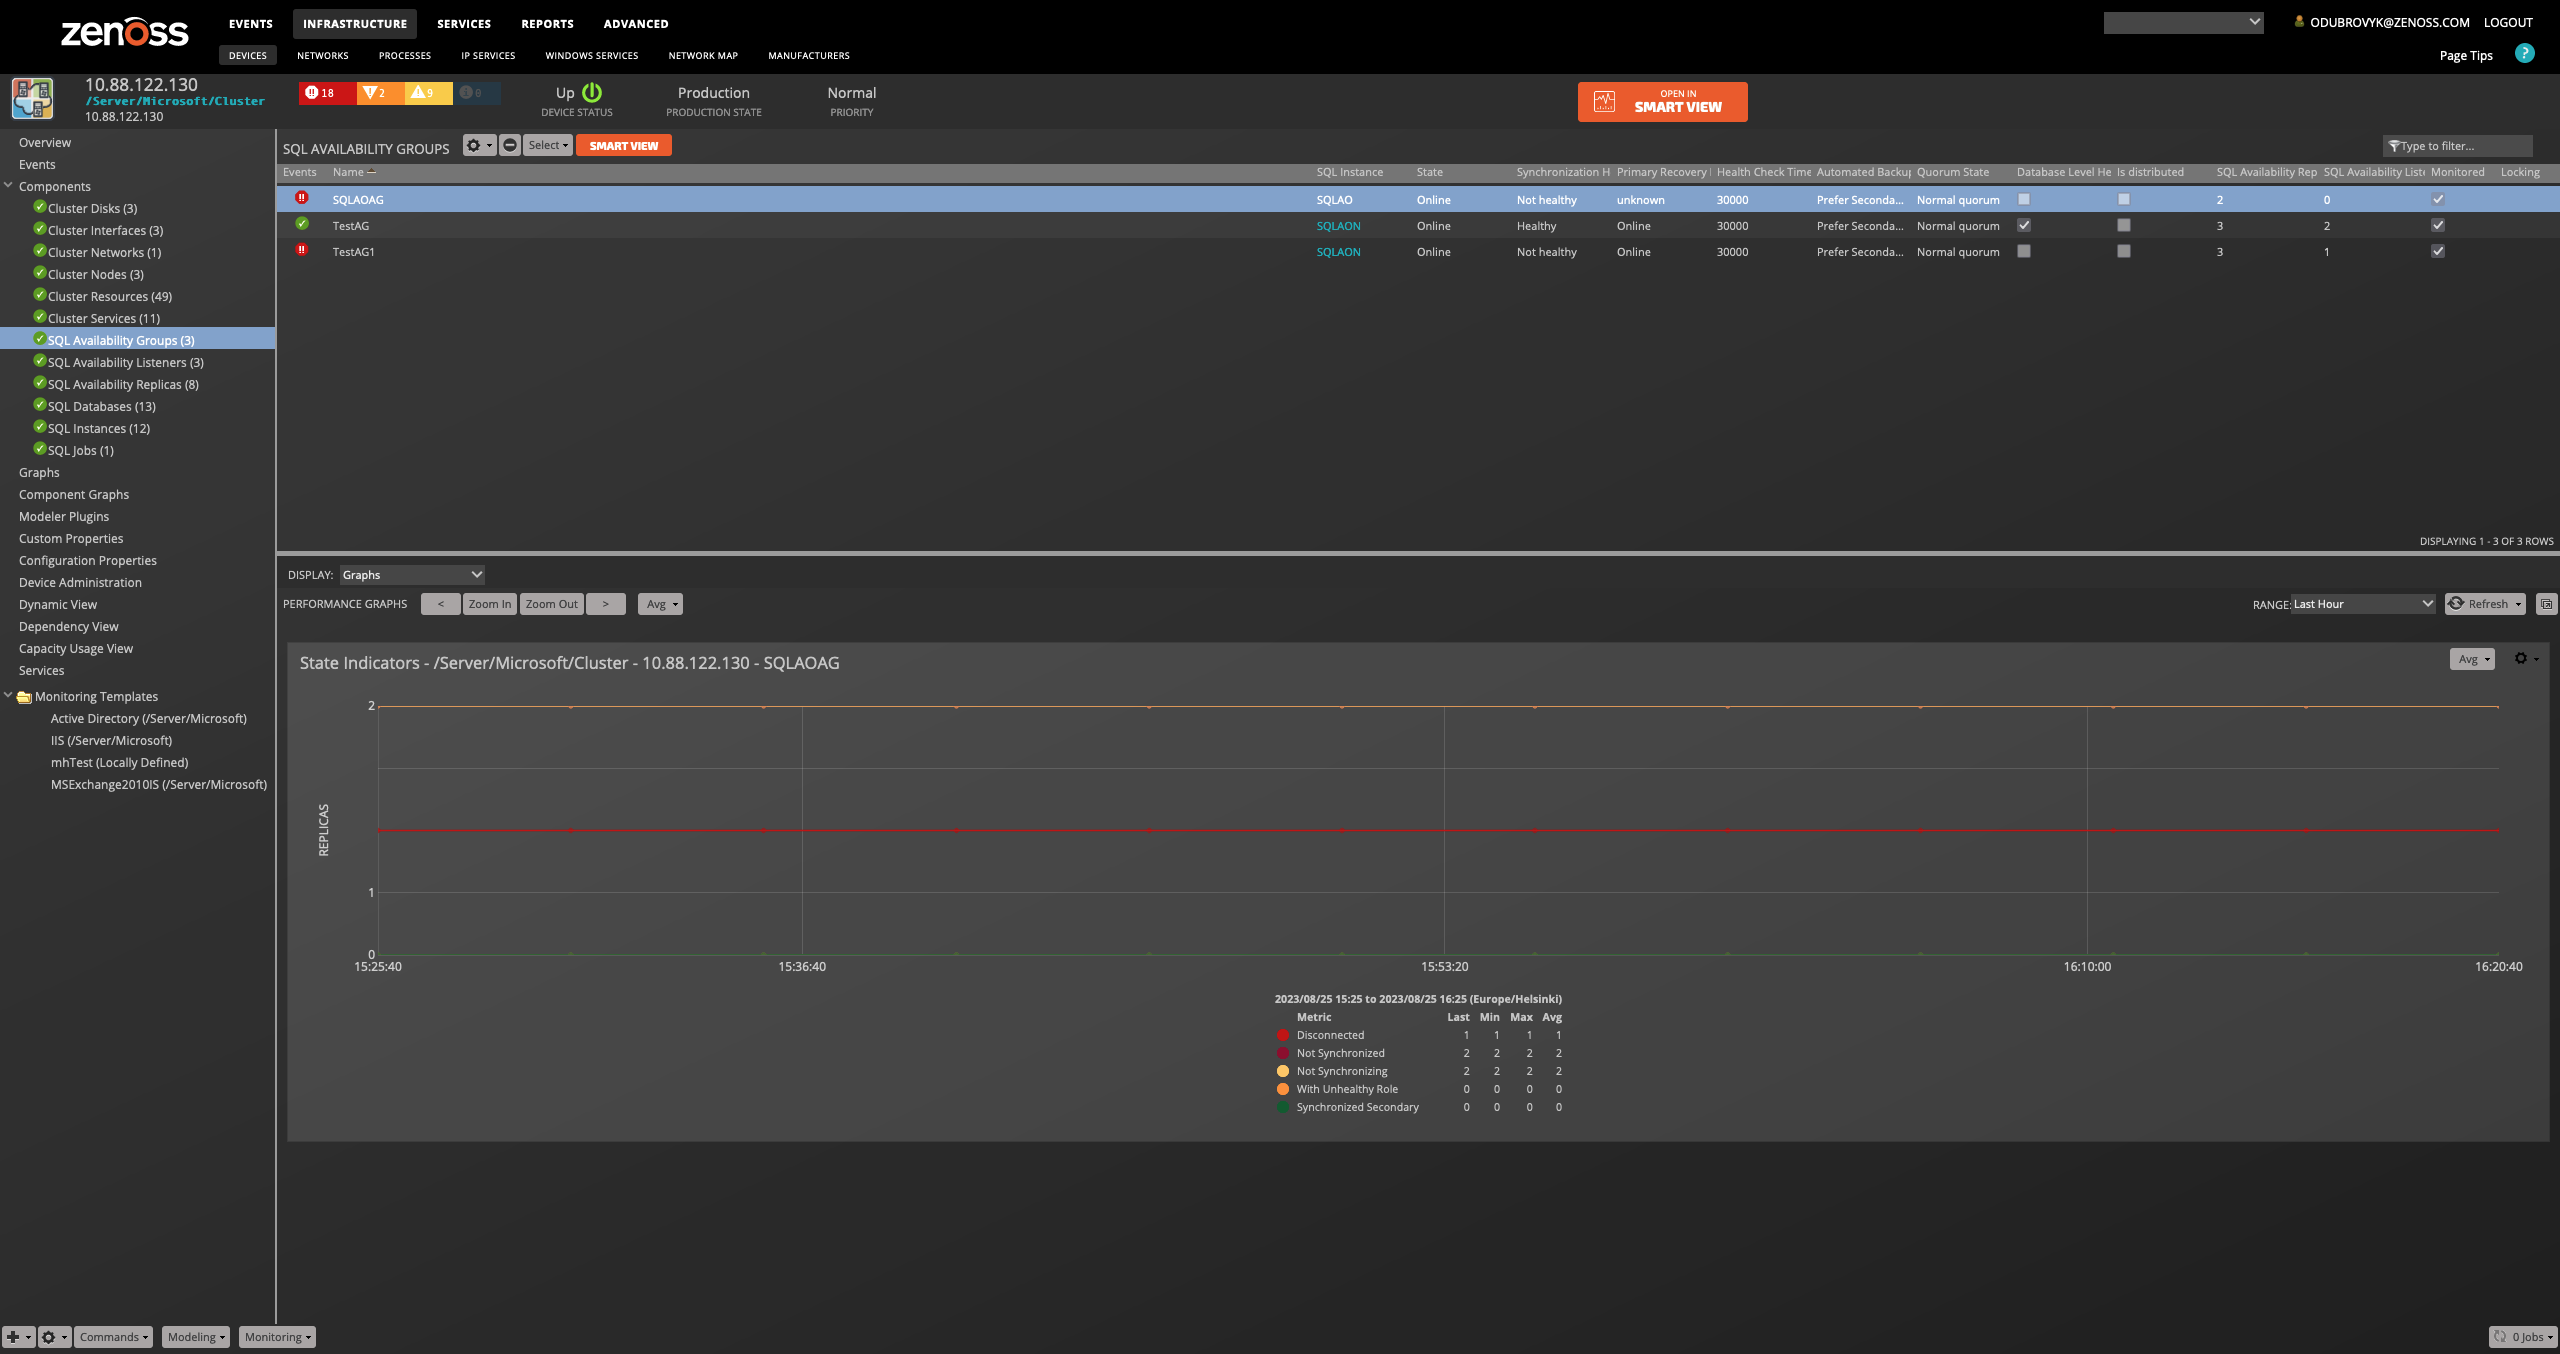 zenoss
EVENTS INFRASTRUCTURE SERVICES REPORTS ADVANCED
ODUBROVYK@ZENOSS.COM LOGOUT
DEVICES NETWORKS PROCESSES IP SERVICES WINDOWS SERVICES NETWORK MAP MANUFACTURERS
Page Tips ?
10.88.122.130
/Server/Microsoft/Cluster
10.88.122.130
18 2 9 0
Up
DEVICE STATUS
Production
PRODUCTION STATE
Normal
PRIORITY
OPEN IN
SMART VIEW
Overview
Events
Components
Cluster Disks (3)
Cluster Interfaces (3)
Cluster Networks (1)
Cluster Nodes (3)
Cluster Resources (49)
Cluster Services (11)
SQL Availability Groups (3)
SQL Availability Listeners (3)
SQL Availability Replicas (8)
SQL Databases (13)
SQL Instances (12)
SQL Jobs (1)
Graphs
Component Graphs
Modeler Plugins
Custom Properties
Configuration Properties
Device Administration
Dynamic View
Dependency View
Capacity Usage View
Services
Monitoring Templates
Active Directory (/Server/Microsoft)
IIS (/Server/Microsoft)
mhTest (Locally Defined)
MSExchange2010IS (/Server/Microsoft)
SQL AVAILABILITY GROUPS Select SMART VIEW Type to filter...
Events Name SQL Instance State Synchronization H Primary Recovery Health Check Time Automated Backup Quorum State Database Level He Is distributed SQL Availability Rep SQL Availability Liste Monitored Locking
SQLAOAG SQLAO Online Not healthy unknown 30000 Prefer Seconda... Normal quorum 2 0
TestAG SQLAON Online Healthy Online 30000 Prefer Seconda... Normal quorum 3 2
TestAG1 SQLAON Online Not healthy Online 30000 Prefer Seconda... Normal quorum 3 1
DISPLAYING 1 - 3 OF 3 ROWS
DISPLAY: Graphs
PERFORMANCE GRAPHS < Zoom In Zoom Out > Avg RANGE: Last Hour Refresh
State Indicators - /Server/Microsoft/Cluster - 10.88.122.130 - SQLAOAG Avg
2
REPLICAS
1
0
15:25:40 15:36:40 15:53:20 16:10:00 16:20:40
2023/08/25 15:25 to 2023/08/25 16:25 (Europe/Helsinki)
Metric Last Min Max Avg
Disconnected 1 1 1 1
Not Synchronized 2 2 2 2
Not Synchronizing 2 2 2 2
With Unhealthy Role 0 0 0 0
Synchronized Secondary 0 0 0 0
Commands Modeling Monitoring 0 Jobs